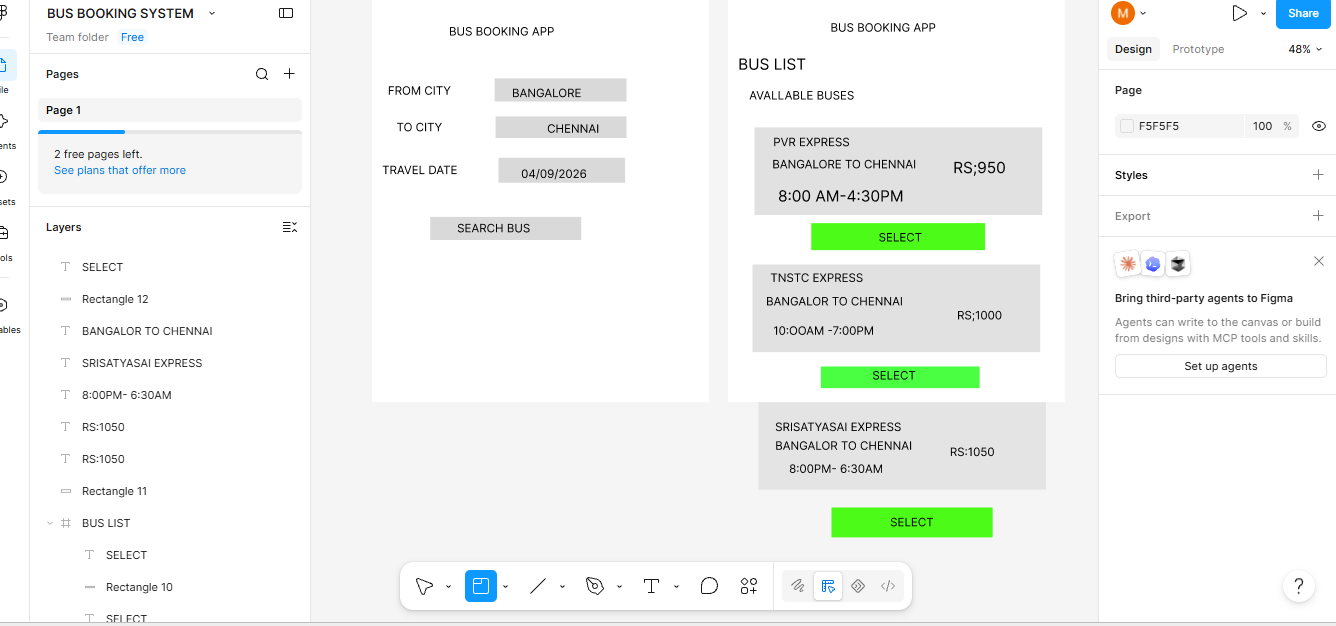 BUS BOOKING SYSTEM
Team folder
Free
Pages
Page 1
2 free pages left.
See plans that offer more
Layers
SELECT
Rectangle 12
BANGALOR TO CHENNAI
SRISATYASAI EXPRESS
8:00PM- 6:30AM
RS:1050
RS:1050
Rectangle 11
BUS LIST
SELECT
Rectangle 10
SELECT
BUS BOOKING APP
FROM CITY
BANGALORE
TO CITY
CHENNAI
TRAVEL DATE
04/09/2026
SEARCH BUS
BUS BOOKING APP
BUS LIST
AVALLABLE BUSES
PVR EXPRESS
BANGALORE TO CHENNAI
RS;950
8:00 AM-4:30PM
SELECT
TNSTC EXPRESS
BANGALOR TO CHENNAI
RS;1000
10:OOAM -7:00PM
SELECT
SRISATYASAI EXPRESS
BANGALOR TO CHENNAI
RS:1050
8:00PM- 6:30AM
SELECT
M
Share
Design
Prototype
48%
Page
F5F5F5
100
%
Styles
Export
Bring third-party agents to Figma
Agents can write to the canvas or build
from designs with MCP tools and skills.
Set up agents
?